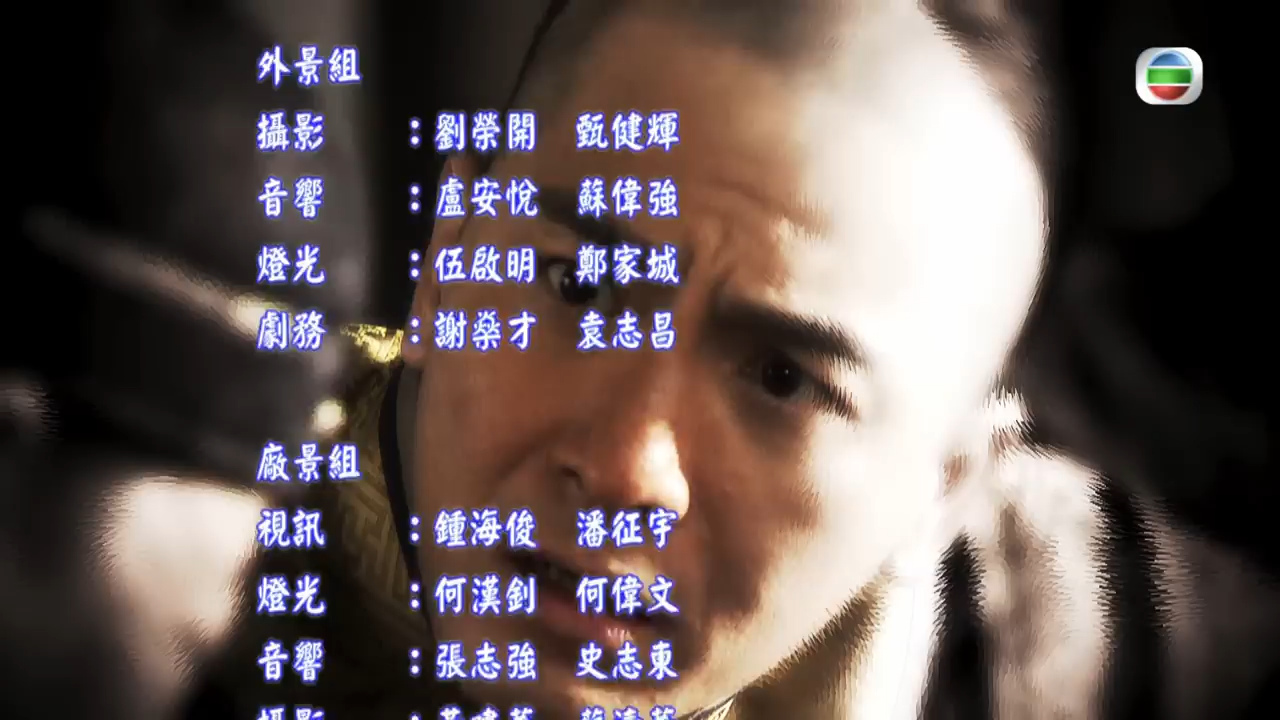 外景組
攝影 ：劉榮開 甄健輝
音響 ：盧安悅 蘇偉強
燈光 ：伍啟明 鄭家城
劇務 ：謝燊才 袁志昌
廠景組
視訊 ：鍾海俊 潘征宇
燈光 ：何漢釗 何偉文
音響 ：張志強 史志東
攝影 ：